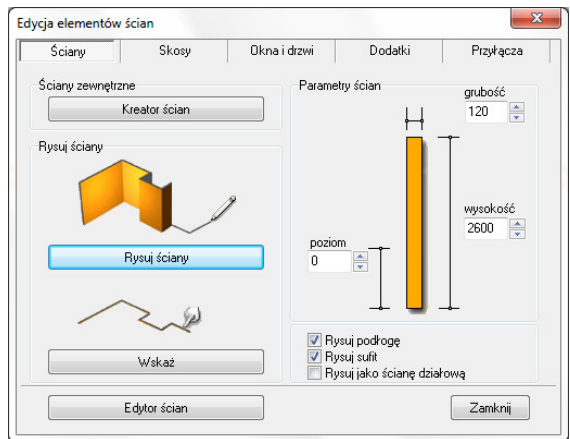 Edycja elementów ścian
Ściany Skosy Okna i drzwi Dodatki Przyłącza
Ściany zewnętrzne
Kreator ścian
Rysuj ściany
Rysuj ściany
Wskaż
Edytor ścian
Parametry ścian
grubość
120
wysokość
2600
poziom
0
Rysuj podłogę
Rysuj sufit
Rysuj jako ścianę działową
Zamknij